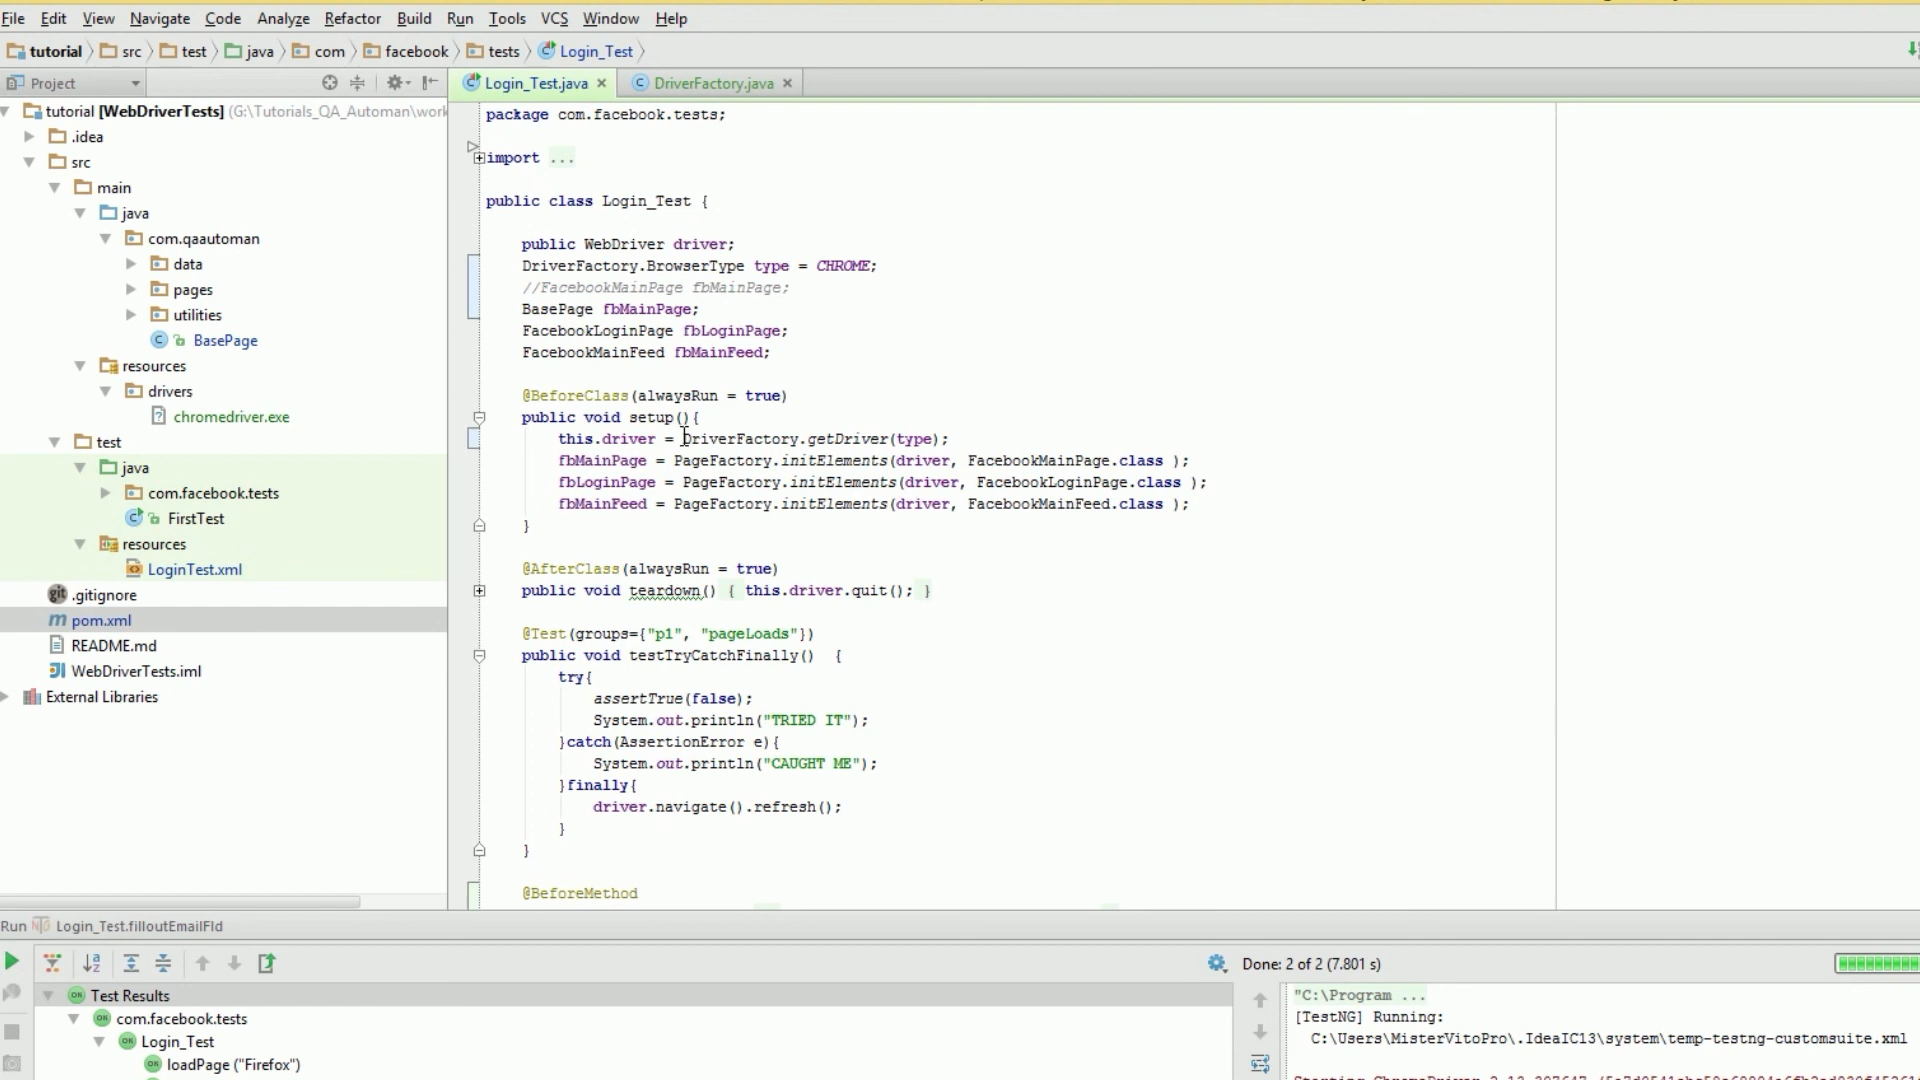 File Edit View Navigate Code Analyze Refactor Build Run Tools VCS Window Help
tutorial src test java com facebook tests Login_Test
Project
Login_Test.java DriverFactory.java
tutorial [WebDriverTests] (G:\Tutorials_QA_Automan\work
.idea
src
main
java
com.qaautoman
data
pages
utilities
BasePage
resources
drivers
chromedriver.exe
test
java
com.facebook.tests
FirstTest
resources
LoginTest.xml
.gitignore
pom.xml
README.md
WebDriverTests.iml
External Libraries
package com.facebook.tests;
import ...
public class Login_Test {
public WebDriver driver;
DriverFactory.BrowserType type = CHROME;
//FacebookMainPage fbMainPage;
BasePage fbMainPage;
FacebookLoginPage fbLoginPage;
FacebookMainFeed fbMainFeed;
@BeforeClass(alwaysRun = true)
public void setup(){
this.driver = DriverFactory.getDriver(type);
fbMainPage = PageFactory.initElements(driver, FacebookMainPage.class );
fbLoginPage = PageFactory.initElements(driver, FacebookLoginPage.class );
fbMainFeed = PageFactory.initElements(driver, FacebookMainFeed.class );
}
@AfterClass(alwaysRun = true)
public void teardown() { this.driver.quit(); }
@Test(groups={"p1", "pageLoads"})
public void testTryCatchFinally() {
try{
assertTrue(false);
System.out.println("TRIED IT");
}catch(AssertionError e){
System.out.println("CAUGHT ME");
}finally{
driver.navigate().refresh();
}
}
@BeforeMethod
Run Login_Test.filloutEmailFld
Done: 2 of 2 (7.801 s)
Test Results
com.facebook.tests
Login_Test
loadPage ("Firefox")
"C:\Program ...
[TestNG] Running:
C:\Users\MisterVitoPro\.IdeaIC13\system\temp-testng-customsuite.xml